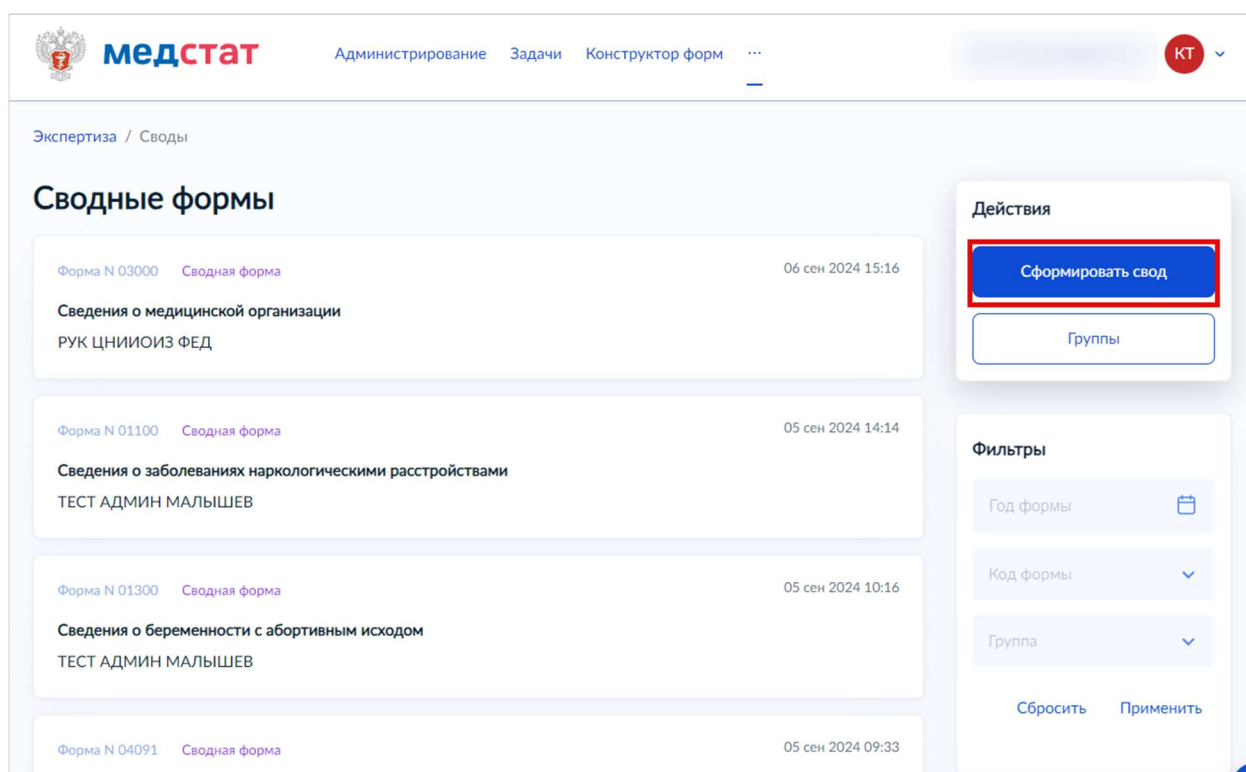 медстат
Администрирование Задачи Конструктор форм ...
КТ
Экспертиза / Своды
Сводные формы
Форма N 03000 Сводная форма 06 сен 2024 15:16
Сведения о медицинской организации
РУК ЦНИИОИЗ ФЕД
Форма N 01100 Сводная форма 05 сен 2024 14:14
Сведения о заболеваниях наркологическими расстройствами
ТЕСТ АДМИН МАЛЫШЕВ
Форма N 01300 Сводная форма 05 сен 2024 10:16
Сведения о беременности с абортивным исходом
ТЕСТ АДМИН МАЛЫШЕВ
Форма N 04091 Сводная форма 05 сен 2024 09:33
Действия
Сформировать свод
Группы
Фильтры
Год формы
Код формы
Группа
Сбросить Применить